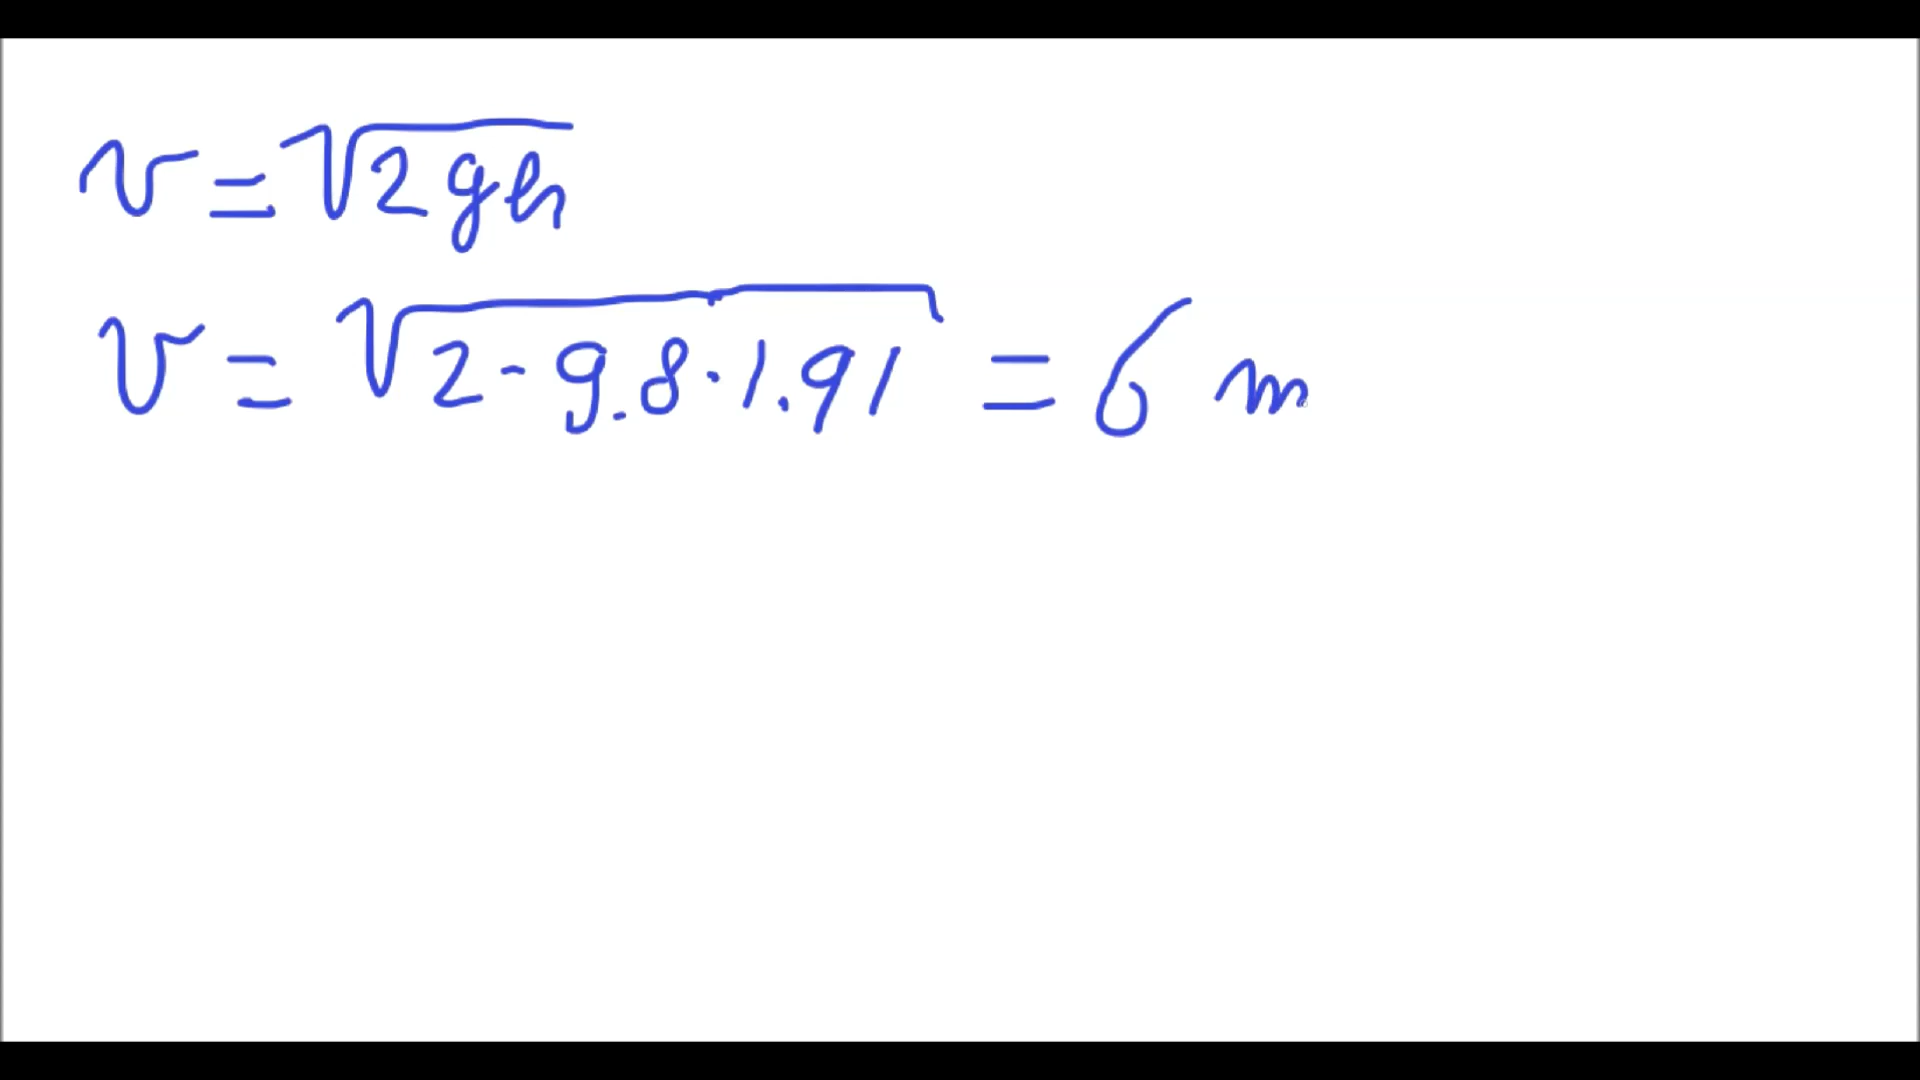 v = √2gh
v = √2 · 9.8 · 1.91 = 6 m